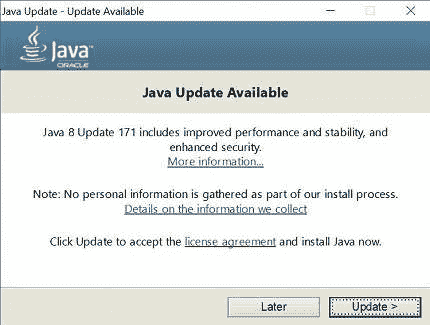 Java Update - Update Available
Java™
ORACLE
Java Update Available
Java 8 Update 171 includes improved performance and stability, and
enhanced security.
More information...
Note: No personal information is gathered as part of our install process.
Details on the information we collect
Click Update to accept the license agreement and install Java now.
Later
Update >